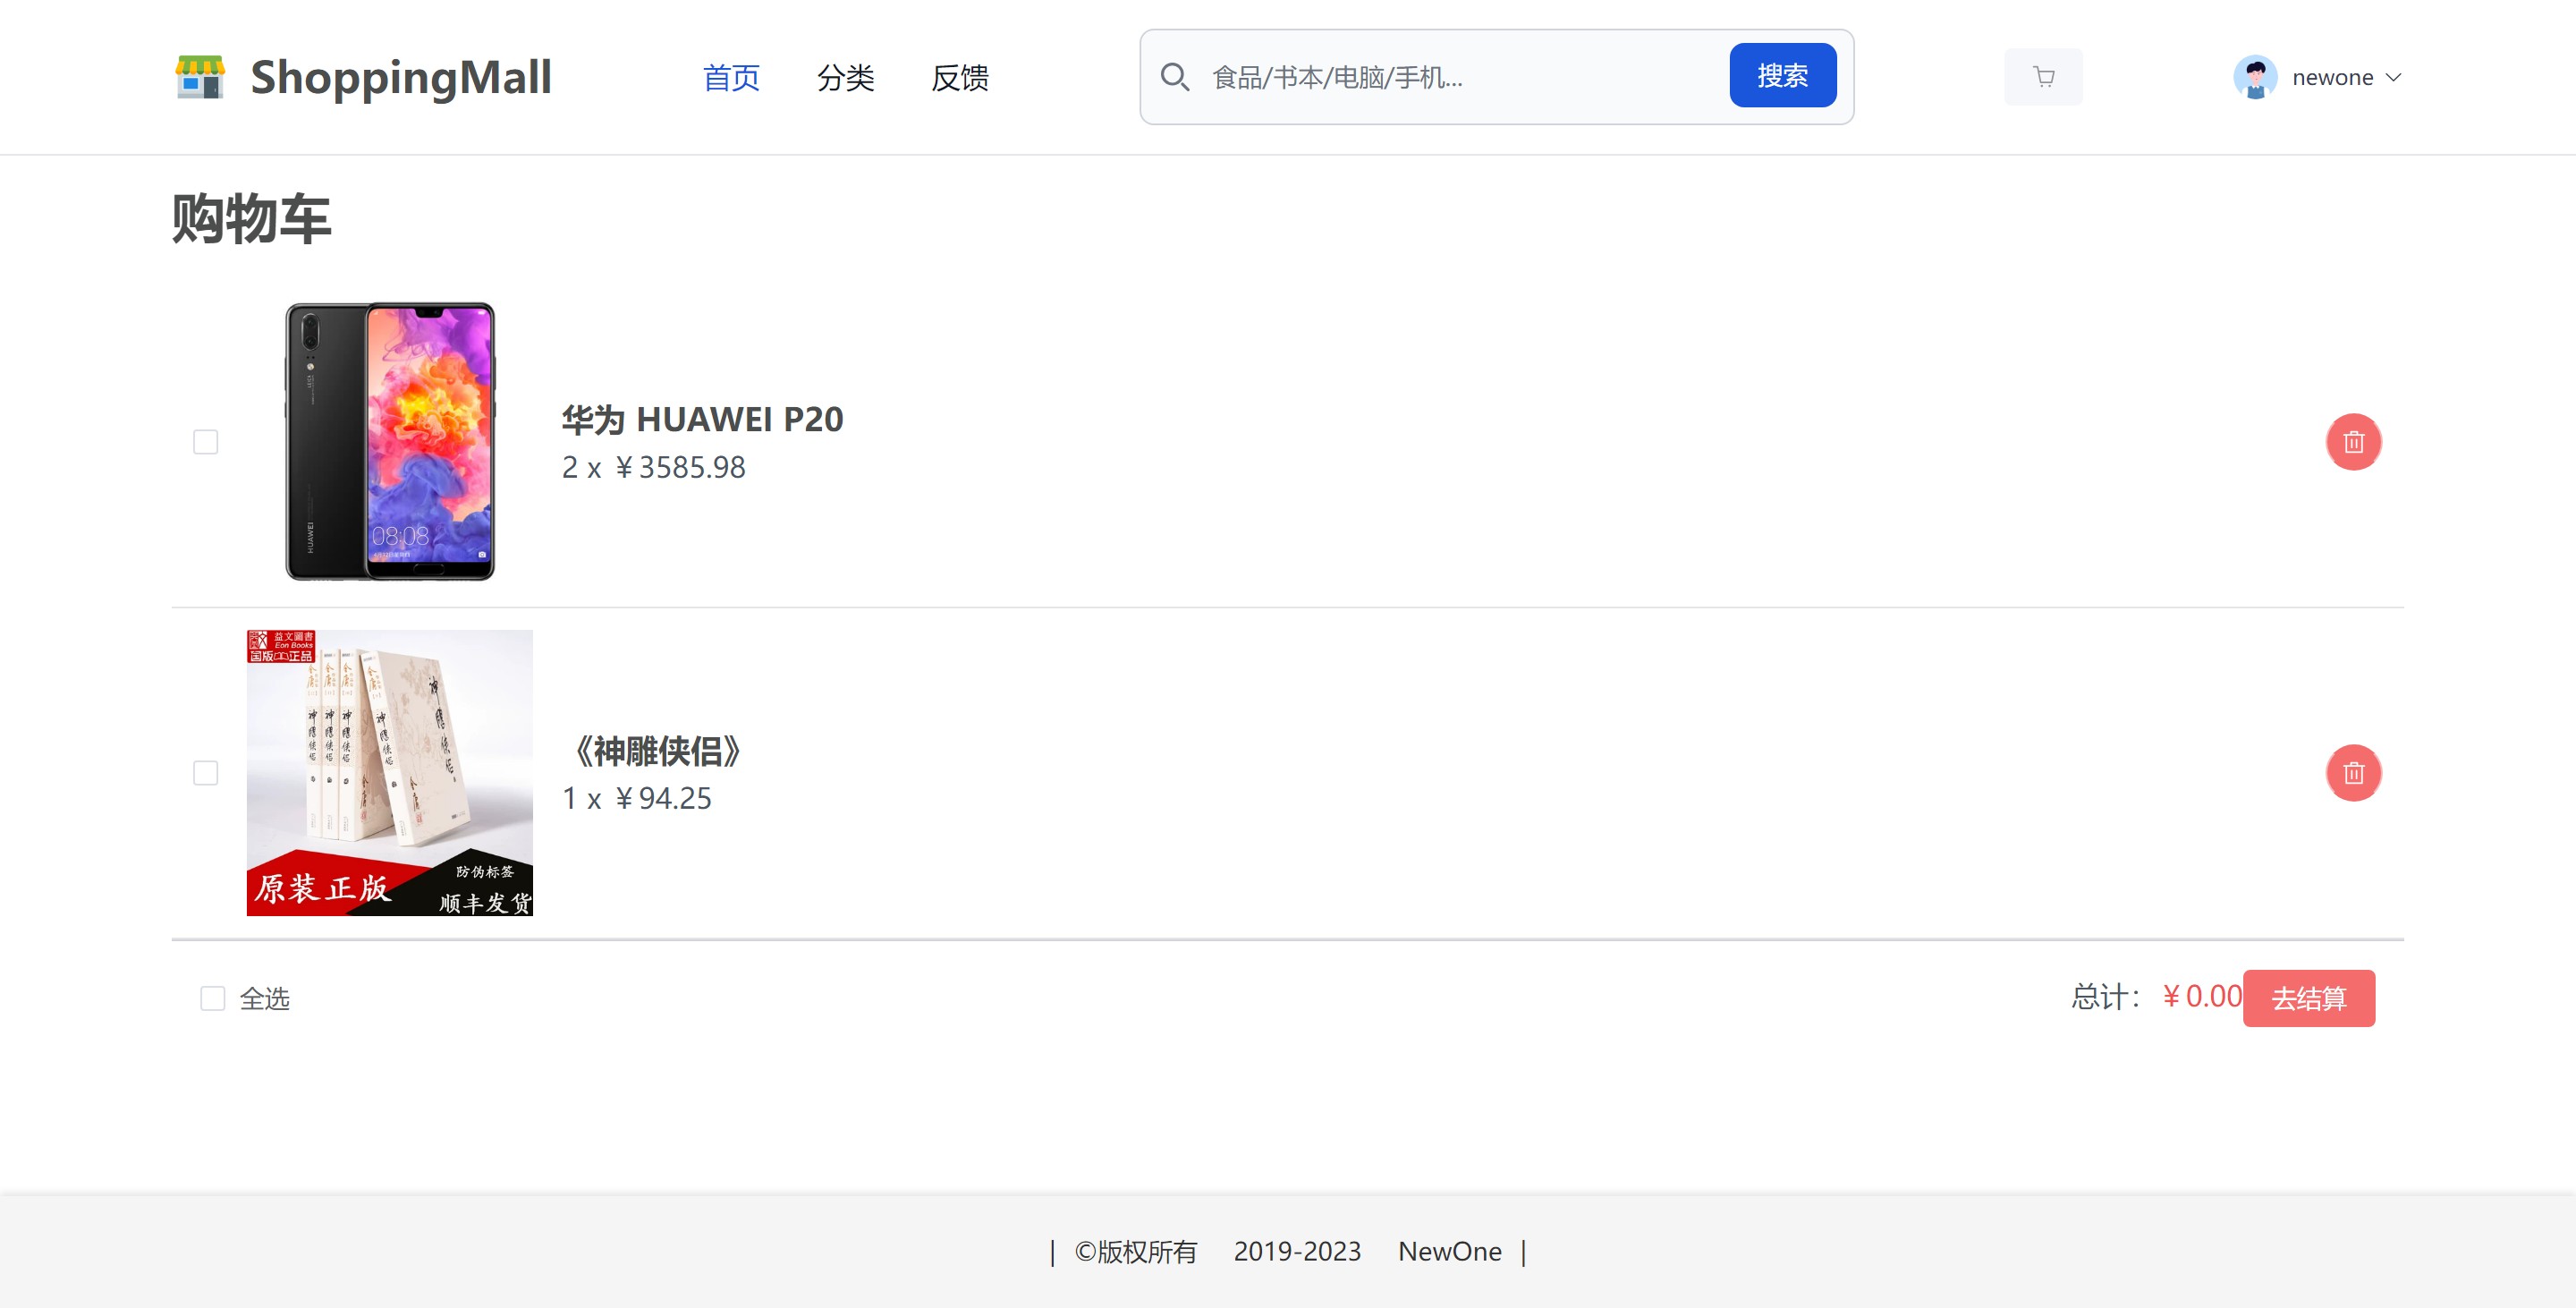 ShoppingMall
首页
分类
反馈
食品/书本/电脑/手机...
搜索
newone
购物车
HUAWEI
08:08
华为 HUAWEI P20
2 x ￥3585.98
益文圖書
Eon Books
国版正品
神雕侠侣
原装正版
防伪标签
顺丰发货
《神雕侠侣》
1 x ￥94.25
全选
总计：￥0.00
去结算
| ©版权所有 2019-2023 NewOne |